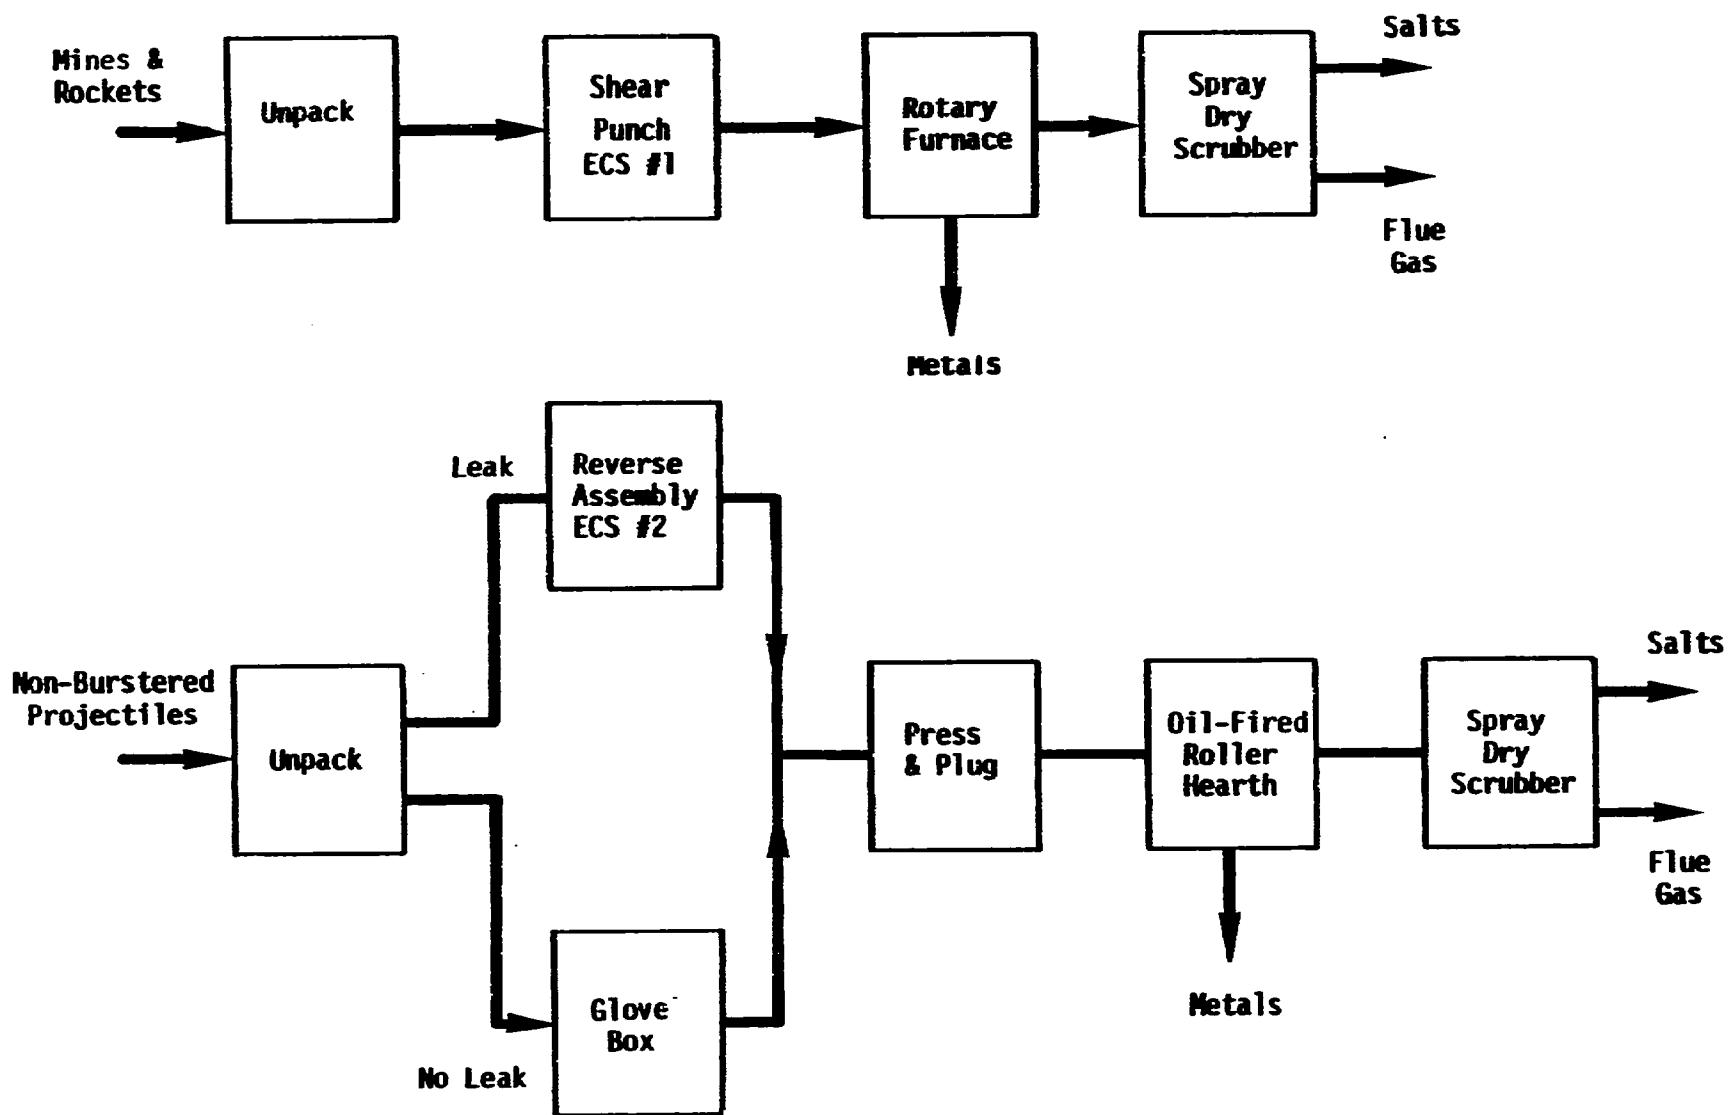 Mines &
Rockets
Unpack
Shear
Punch
ECS #1
Rotary
Furnace
Spray
Dry
Scrubber
Salts
Flue
Gas
Metals
Leak
Reverse
Assembly
ECS #2
Non-Burstered
Projectiles
Unpack
No Leak
Glove
Box
Press
& Plug
Oil-Fired
Roller
Hearth
Metals
Spray
Dry
Scrubber
Salts
Flue
Gas